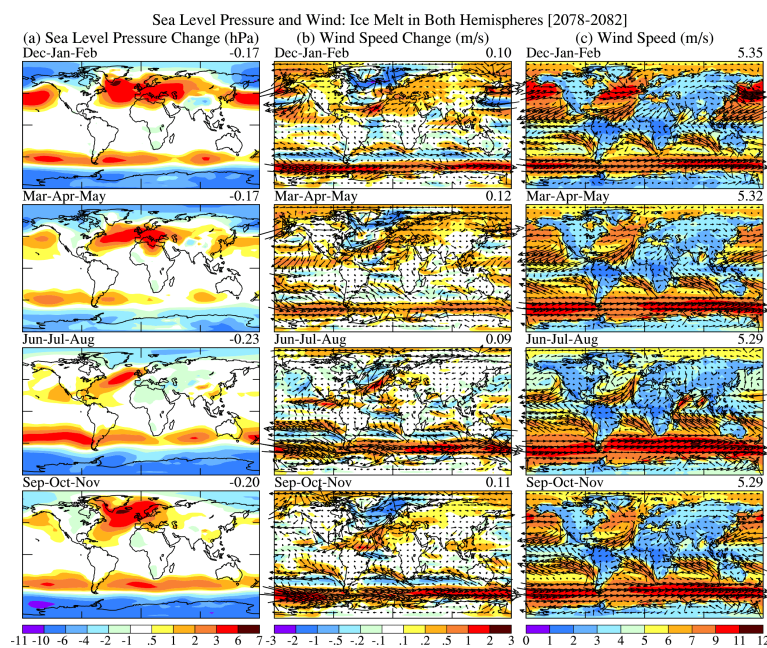 Sea Level Pressure and Wind: Ice Melt in Both Hemispheres [2078-2082]
(a) Sea Level Pressure Change (hPa) (b) Wind Speed Change (m/s) (c) Wind Speed (m/s)
Dec-Jan-Feb -0.17 Dec-Jan-Feb 0.10 Dec-Jan-Feb 5.35
Mar-Apr-May -0.17 Mar-Apr-May 0.12 Mar-Apr-May 5.32
Jun-Jul-Aug -0.23 Jun-Jul-Aug 0.09 Jun-Jul-Aug 5.29
Sep-Oct-Nov -0.20 Sep-Oct-Nov 0.11 Sep-Oct-Nov 5.29
-11 -10 -6 -4 -2 -1 .5 1 2 3 6 7 -3 -2 -1 -.5 -.2 -.1 .1 .2 .5 1 2 3 0 1 2 3 4 5 6 7 9 11 12